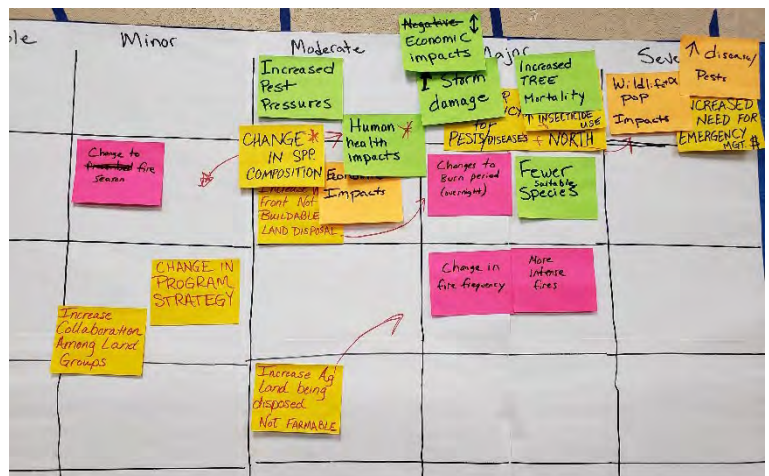 ole
Minor
Moderate
Major
Seve
Increased
Pest
Pressures
Negative ↕
Economic
impacts
↑ Storm
damage
Increased
TREE
Mortality
Wildlife
pop
Impacts
↑ disease/
Pests
INCREASED
NEED FOR
EMERGENCY
MGT. $
Change to
fire
season
CHANGE *
IN SPP.
COMPOSITION
Human *
health
impacts
FOR
PESTS/DISEASES
↑ INSECTICIDE
USE
+ NORTH
Economic
Impacts
Increase
Front Not
BUILDABLE
LAND DISPOSAL
Changes to
Burn period
(overnight)
Fewer
Suitable
Species
CHANGE IN
PROGRAM
STRATEGY
Change in
fire frequency
More
intense
fires
Increase
Collaboration
Among Land
Groups
Increase Ag
Land being
disposed
NOT FARMABLE